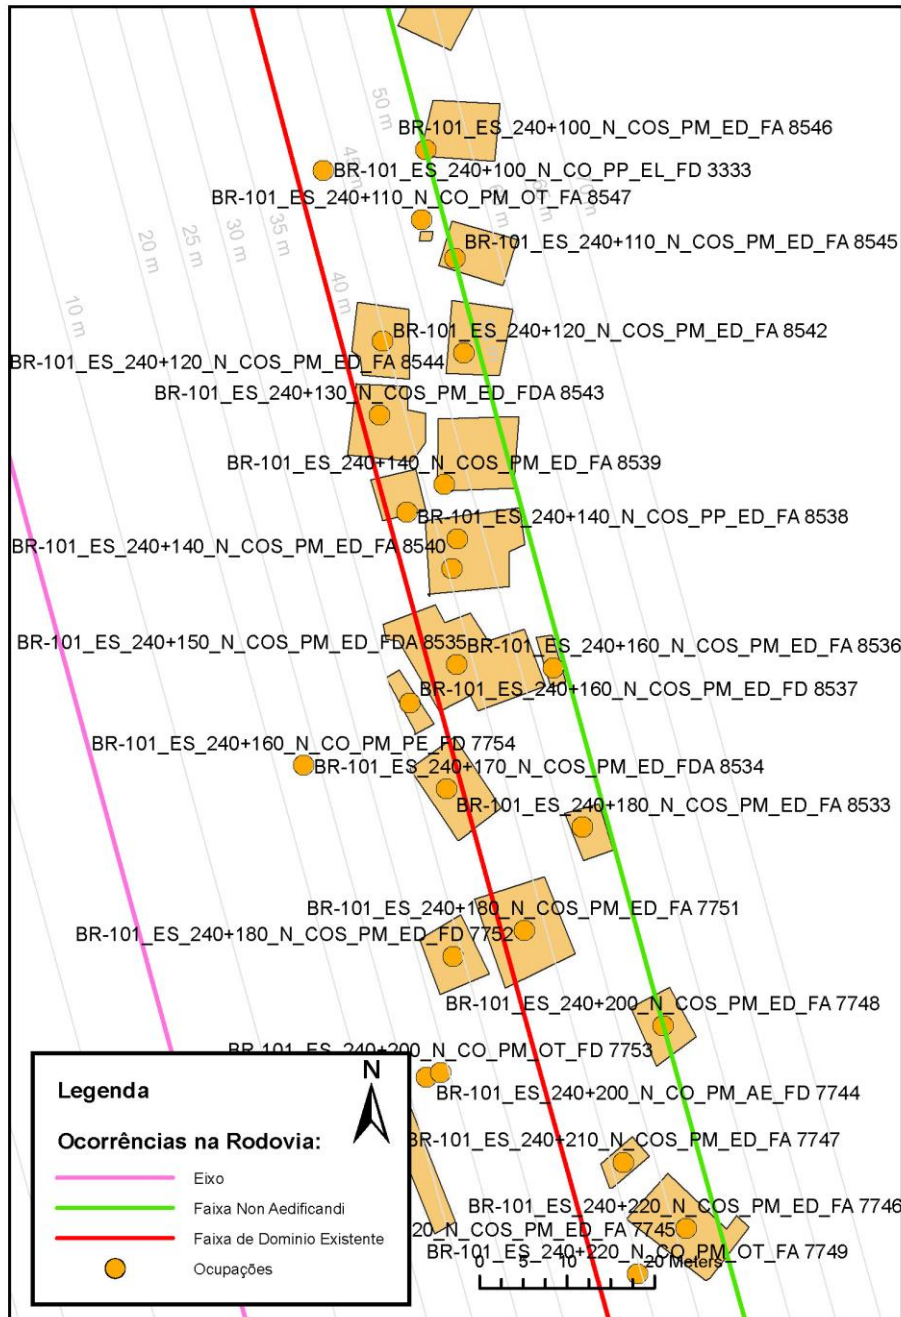 50 m
BR-101_ES_240+100_N_COS_PM_ED_FA 8546
45 m
BR-101_ES_240+100_N_CO_PP_EL_FD 3333
70 m
BR-101_ES_240+110_N_CO_PM_OT_FA 8547
35 m
30 m
25 m
20 m
BR-101_ES_240+110_N_COS_PM_ED_FA 8545
40 m
10 m
BR-101_ES_240+120_N_COS_PM_ED_FA 8542
BR-101_ES_240+120_N_COS_PM_ED_FA 8544
BR-101_ES_240+130_N_COS_PM_ED_FDA 8543
BR-101_ES_240+140_N_COS_PM_ED_FA 8539
BR-101_ES_240+140_N_COS_PP_ED_FA 8538
BR-101_ES_240+140_N_COS_PM_ED_FA 8540
BR-101_ES_240+150_N_COS_PM_ED_FDA 8535
BR-101_ES_240+160_N_COS_PM_ED_FA 8536
BR-101_ES_240+160_N_COS_PM_ED_FD 8537
BR-101_ES_240+160_N_CO_PM_PE_FD 7754
BR-101_ES_240+170_N_COS_PM_ED_FDA 8534
BR-101_ES_240+180_N_COS_PM_ED_FA 8533
BR-101_ES_240+180_N_COS_PM_ED_FA 7751
BR-101_ES_240+180_N_COS_PM_ED_FD 7752
BR-101_ES_240+200_N_COS_PM_ED_FA 7748
BR-101_ES_240+200_N_CO_PM_OT_FD 7753
BR-101_ES_240+200_N_CO_PM_AE_FD 7744
BR-101_ES_240+210_N_COS_PM_ED_FA 7747
BR-101_ES_240+220_N_COS_PM_ED_FA 7746
20_N_COS_PM_ED_FA 7745
BR-101_ES_240+220_N_CO_PM_OT_FA 7749
0 5 10 20 Meters
N
Legenda
Ocorrências na Rodovia:
Eixo
Faixa Non Aedificandi
Faixa de Dominio Existente
Ocupações